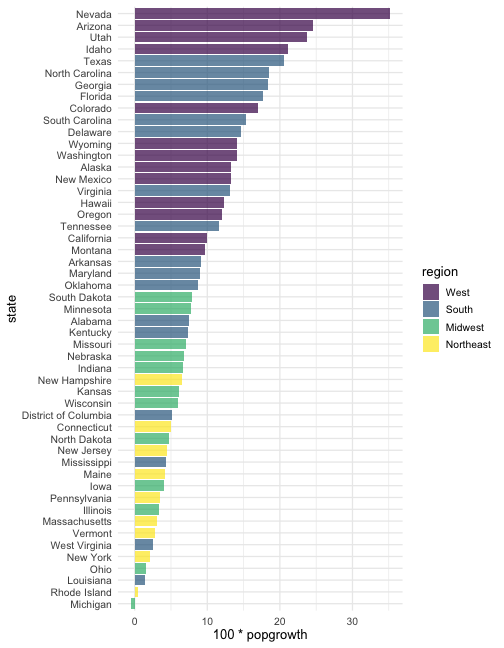 Nevada
Arizona
Utah
Idaho
Texas
North Carolina
Georgia
Florida
Colorado
South Carolina
Delaware
Wyoming
Washington
Alaska
New Mexico
Virginia
Hawaii
Oregon
Tennessee
California
Montana
Arkansas
Maryland
Oklahoma
South Dakota
Minnesota
Alabama
Kentucky
Missouri
Nebraska
Indiana
New Hampshire
Kansas
Wisconsin
District of Columbia
Connecticut
North Dakota
New Jersey
Mississippi
Maine
Iowa
Pennsylvania
Illinois
Massachusetts
Vermont
West Virginia
New York
Ohio
Louisiana
Rhode Island
Michigan
state
0 10 20 30
100 * popgrowth
region
West
South
Midwest
Northeast